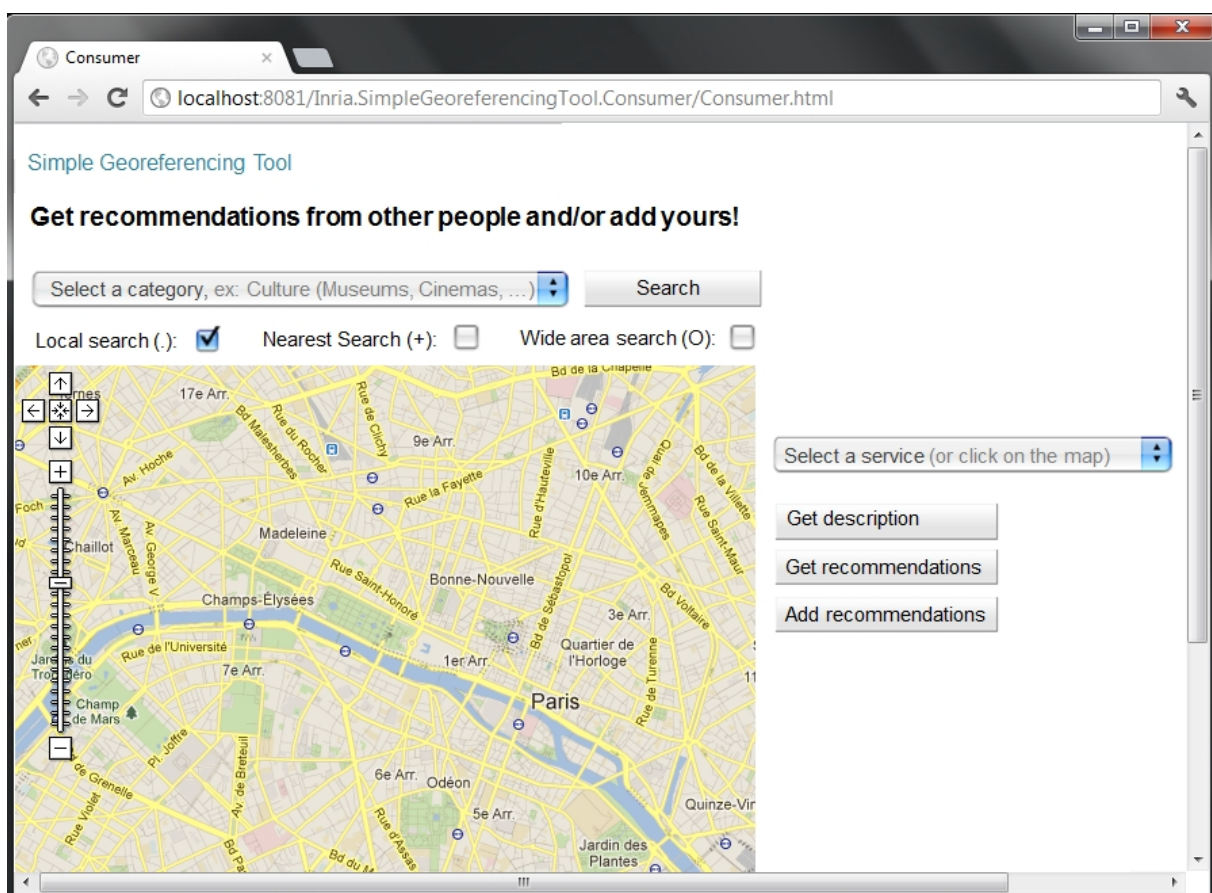 Consumer
localhost:8081/Inria.SimpleGeoreferencingTool.Consumer/Consumer.html
Simple Georeferencing Tool
Get recommendations from other people and/or add yours!
Select a category, ex: Culture (Museums, Cinemas, ...)
Search
Local search (.):
Nearest Search (+):
Wide area search (O):
Bd de la Chapelle
17e Arr.
Rue de Clichy
Bd Malesherbes
Rue du Rocher
9e Arr.
Quai de Jemmapes
Bd de la Villette
Av. Hoche
Rue la Fayette
Rue d'Hauteville
10e Arr.
Foch
Av. Marceau
Av. George V
Madeleine
Rue Saint-Maur
Chaillot
Rue Saint-Honoré
Bonne-Nouvelle
Bd de Sébastopol
Bd Voltaire
Champs-Élysées
3e Arr.
Rue de l'Université
Quartier de
l'Horloge
Rue de Turenne
1er Arr.
7e Arr.
11
Paris
Champ
de Mars
Pl. Joffre
Av. de Breteuil
de Grenelle
6e Arr.
Odéon
Quinze-Vin
Rue Violet
5e Arr.
Rue d'Assas
Jardin des
Plantes
Bd Pa
Bd du M
Select a service (or click on the map)
Get description
Get recommendations
Add recommendations